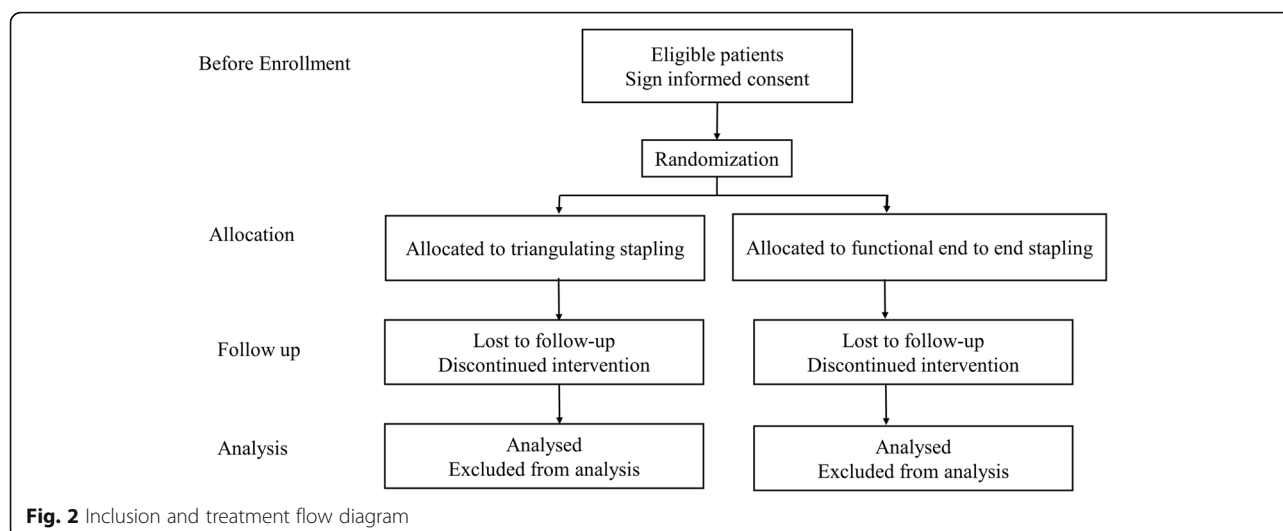 Before Enrollment
Eligible patients
Sign informed consent
Randomization
Allocation
Allocated to triangulating stapling
Allocated to functional end to end stapling
Follow up
Lost to follow-up
Discontinued intervention
Lost to follow-up
Discontinued intervention
Analysis
Analysed
Excluded from analysis
Analysed
Excluded from analysis
Fig. 2 Inclusion and treatment flow diagram